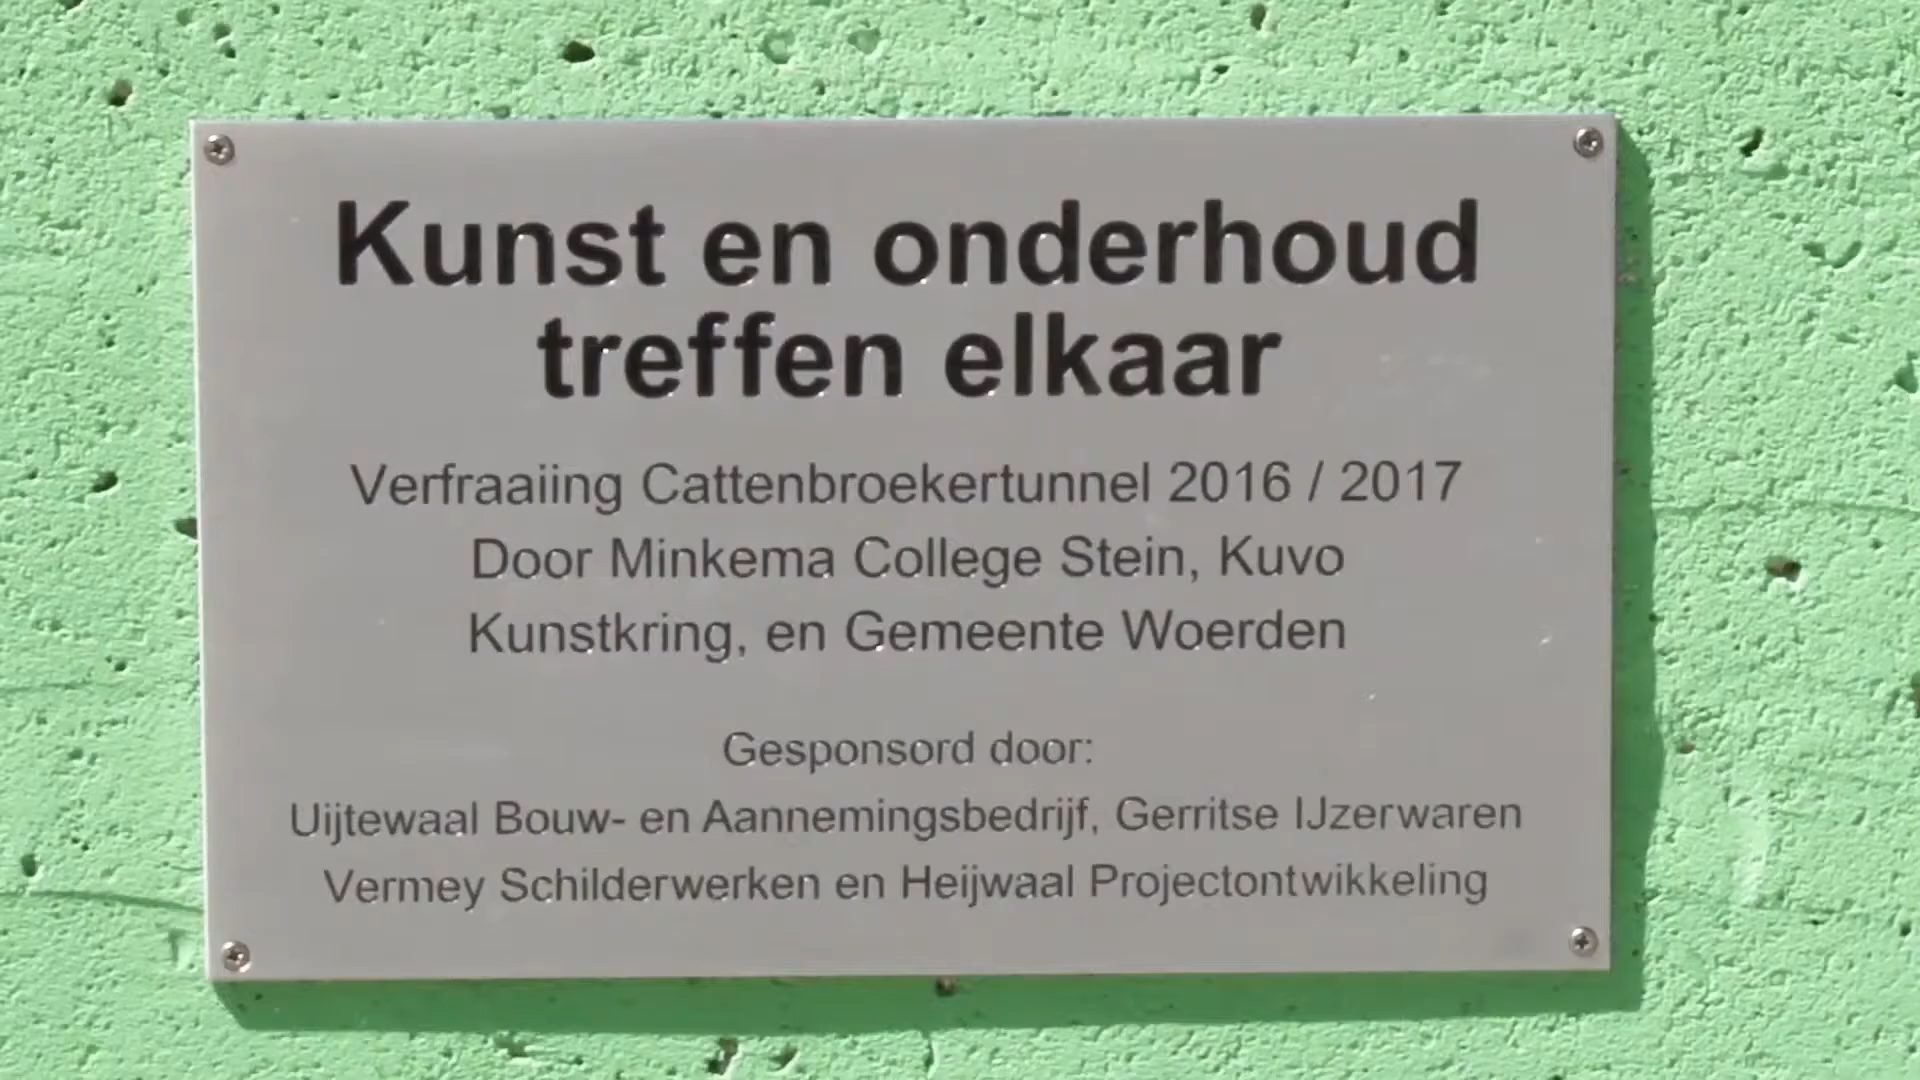 Kunst en onderhoud
treffen elkaar
Verfraaiing Cattenbroekertunnel 2016 / 2017
Door Minkema College Stein, Kuvo
Kunstkring, en Gemeente Woerden
Gesponsord door:
Uijtewaal Bouw- en Aannemingsbedrijf, Gerritse IJzerwaren
Vermey Schilderwerken en Heijwaal Projectontwikkeling